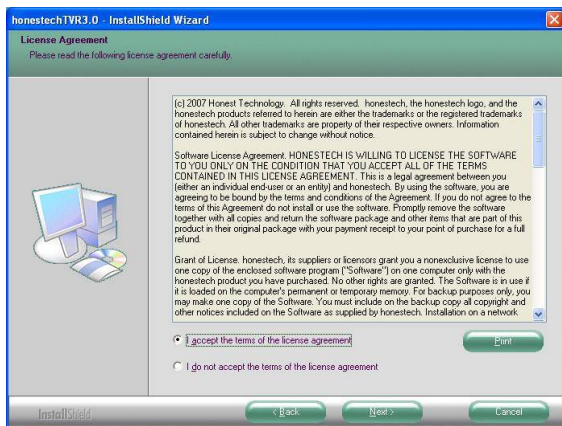 honestechTVR3.0 - InstallShield Wizard
License Agreement
Please read the following license agreement carefully.
(c) 2007 Honest Technology. All rights reserved. honestech, the honestech logo, and the
honestech products referred to herein are either the trademarks or the registered trademarks
of honestech. All other trademarks are property of their respective owners. Information
contained herein is subject to change without notice.
Software License Agreement. HONESTECH IS WILLING TO LICENSE THE SOFTWARE
TO YOU ONLY ON THE CONDITION THAT YOU ACCEPT ALL OF THE TERMS
CONTAINED IN THIS LICENSE AGREEMENT. This is a legal agreement between you
(either an individual end-user or an entity) and honestech. By using the software, you are
agreeing to be bound by the terms and conditions of the Agreement. If you do not agree to the
terms of this Agreement do not install or use the software. Promptly remove the software
together with all copies and return the software package and other items that are part of this
product in their original package with your payment receipt to your point of purchase for a full
refund.
Grant of License. honestech, its suppliers or licensors grant you a nonexclusive license to use
one copy of the enclosed software program ("Software") on one computer only with the
honestech product you have purchased. No other rights are granted. The Software is in use if
it is loaded on the computer's permanent or temporary memory. For backup purposes only, you
may make one copy of the Software. You must include on the backup copy all copyright and
other notices included on the Software as supplied by honestech. Installation on a network
I accept the terms of the license agreement
Print
I do not accept the terms of the license agreement
InstallShield
< Back
Next >
Cancel